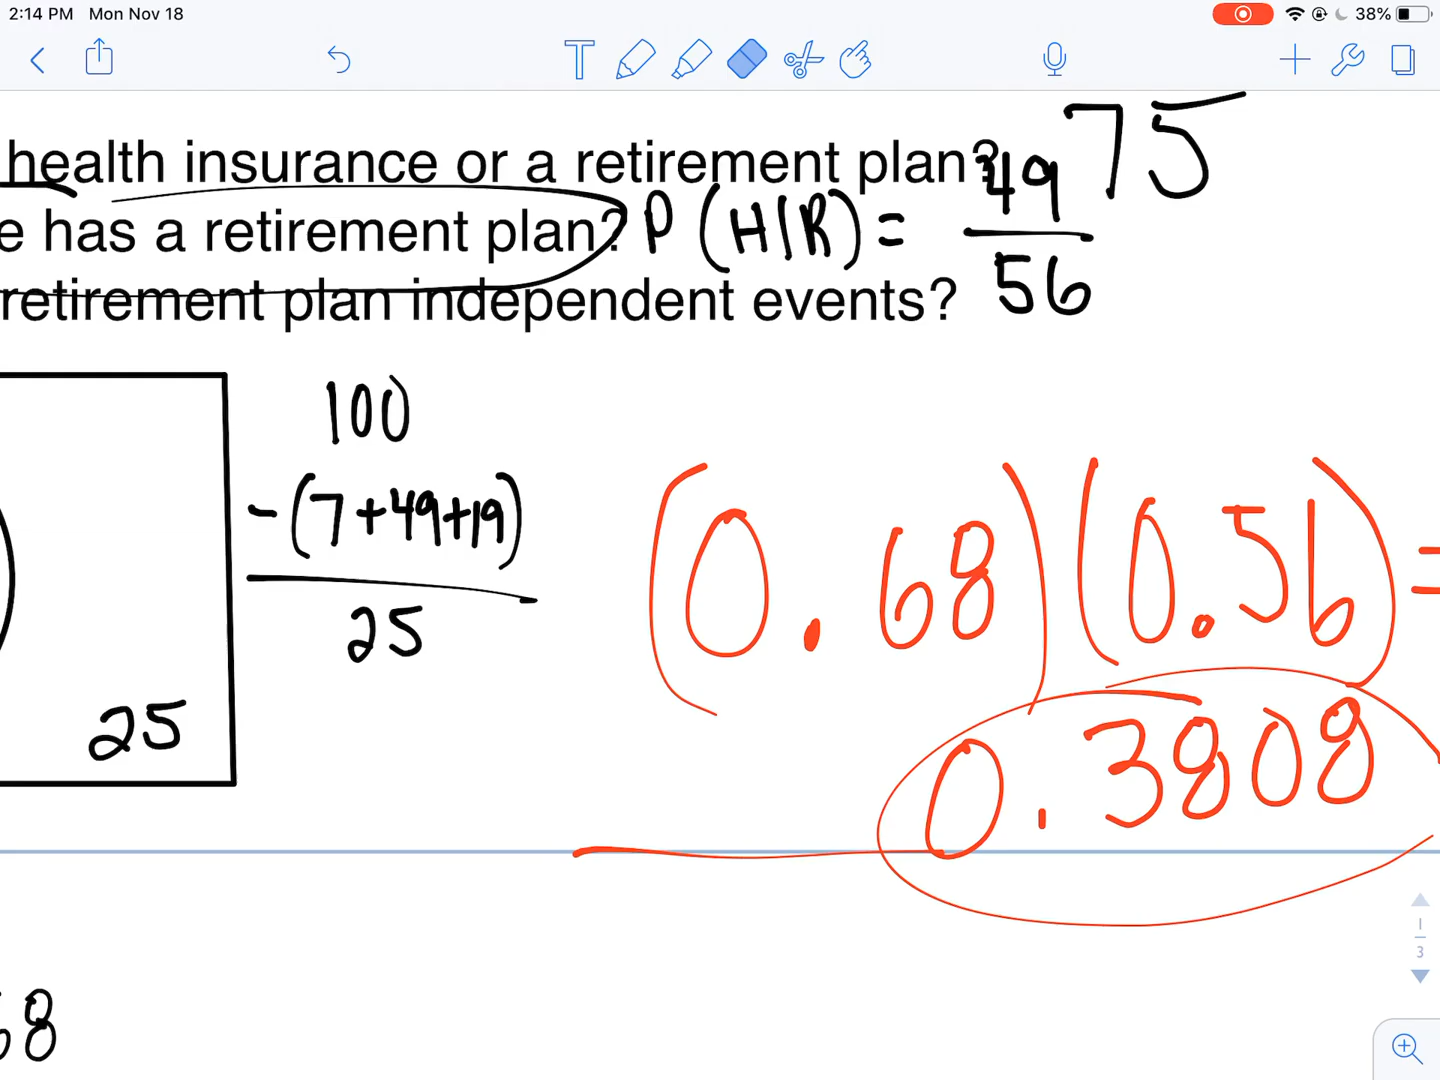 2:14 PM Mon Nov 18
38%
T
health insurance or a retirement plan? 75
e has a retirement plan? P(H|R) = 49/56
retirement plan independent events?
100
-(7+49+19)
25
25
(0.68)(0.56) =
0.3808
1
3
68